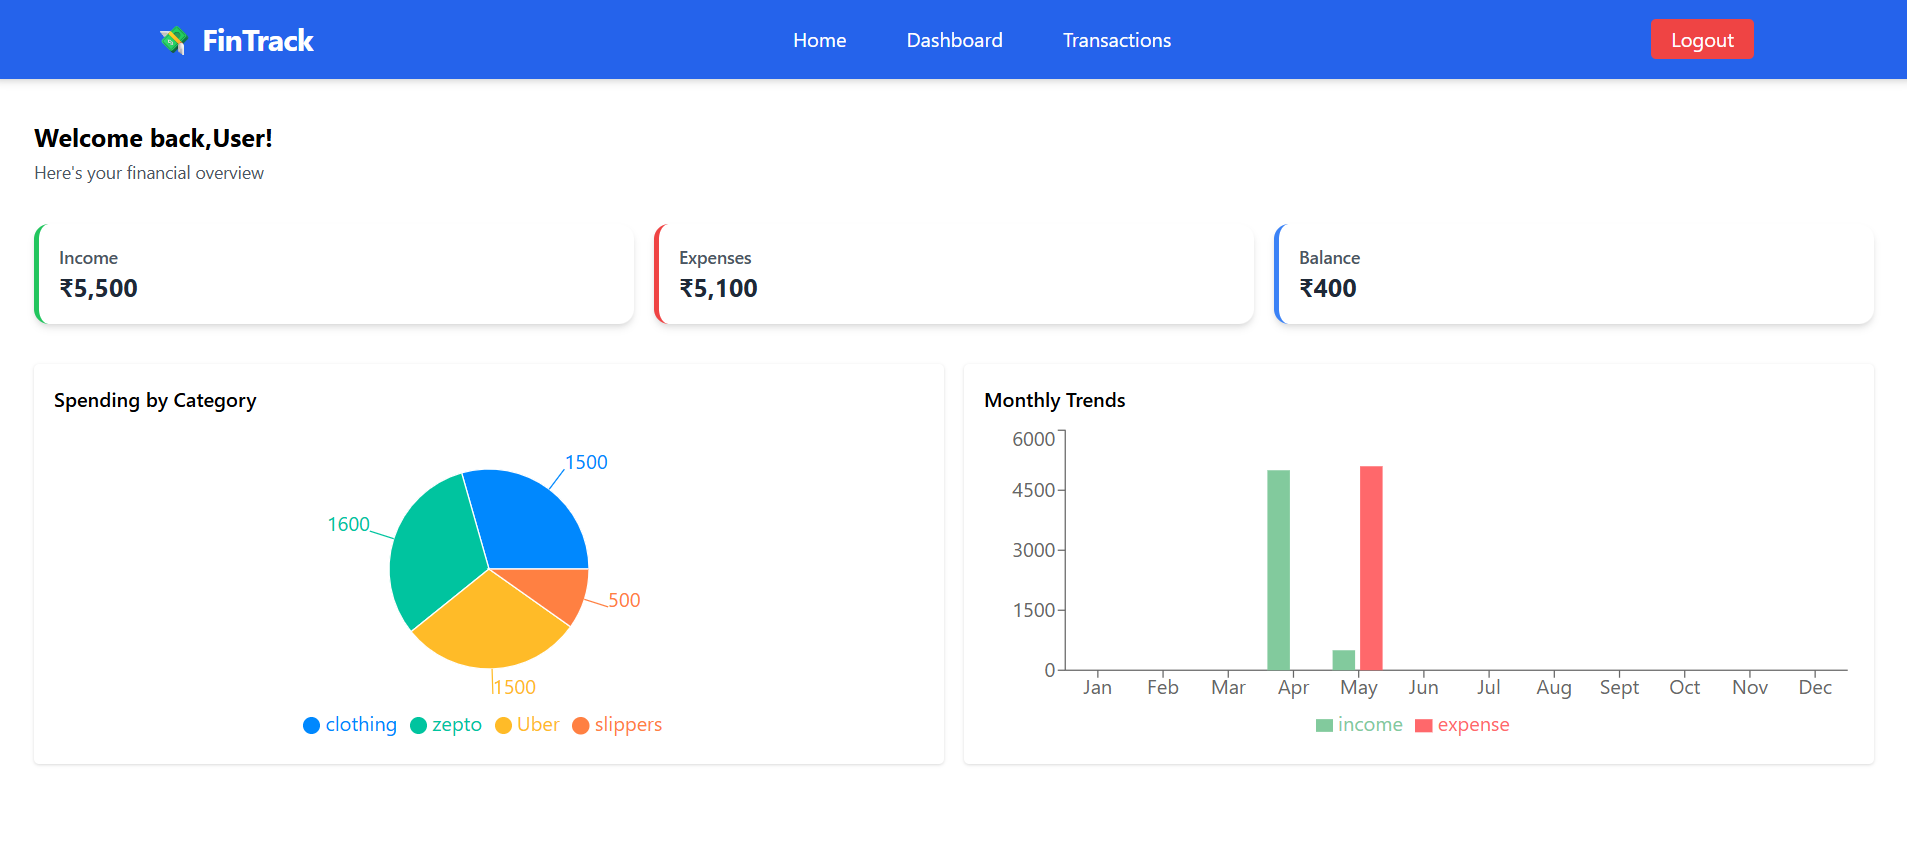 FinTrack
Home Dashboard Transactions
Logout
Welcome back,User!
Here's your financial overview
Income
₹5,500
Expenses
₹5,100
Balance
₹400
Spending by Category
1500
1600
500
1500
clothing zepto Uber slippers
Monthly Trends
6000
4500
3000
1500
0
Jan Feb Mar Apr May Jun Jul Aug Sept Oct Nov Dec
income expense